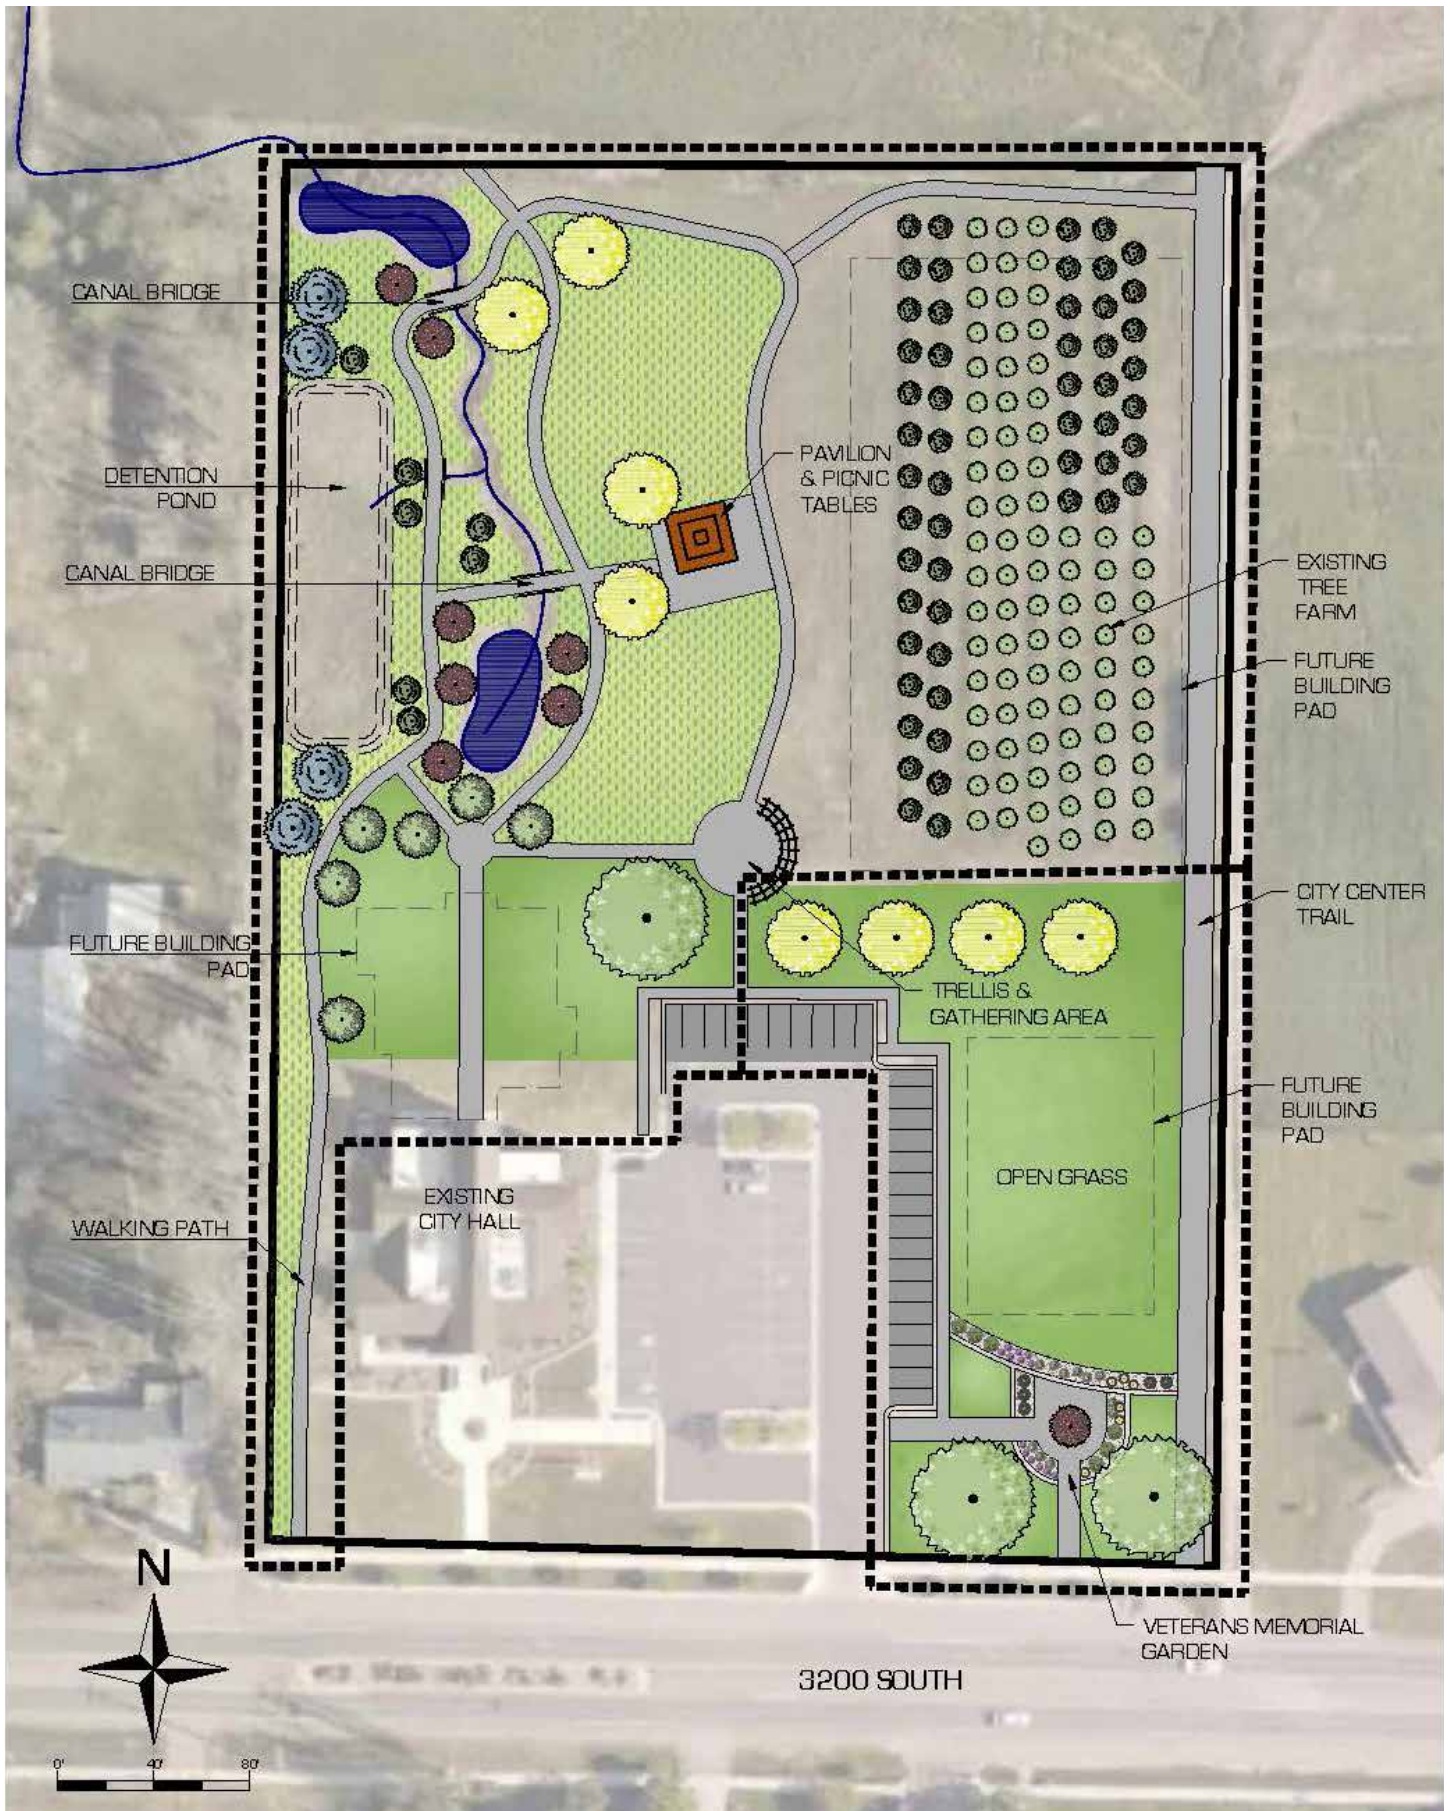 CANAL BRIDGE
DETENTION
POND
CANAL BRIDGE
PAVILION
& PICNIC
TABLES
EXISTING
TREE
FARM
FUTURE
BUILDING
PAD
CITY CENTER
TRAIL
FUTURE BUILDING
PAD
TRELLIS &
GATHERING AREA
FUTURE
BUILDING
PAD
OPEN GRASS
EXISTING
CITY HALL
WALKING PATH
VETERANS MEMORIAL
GARDEN
3200 SOUTH
N
0' 40' 80'